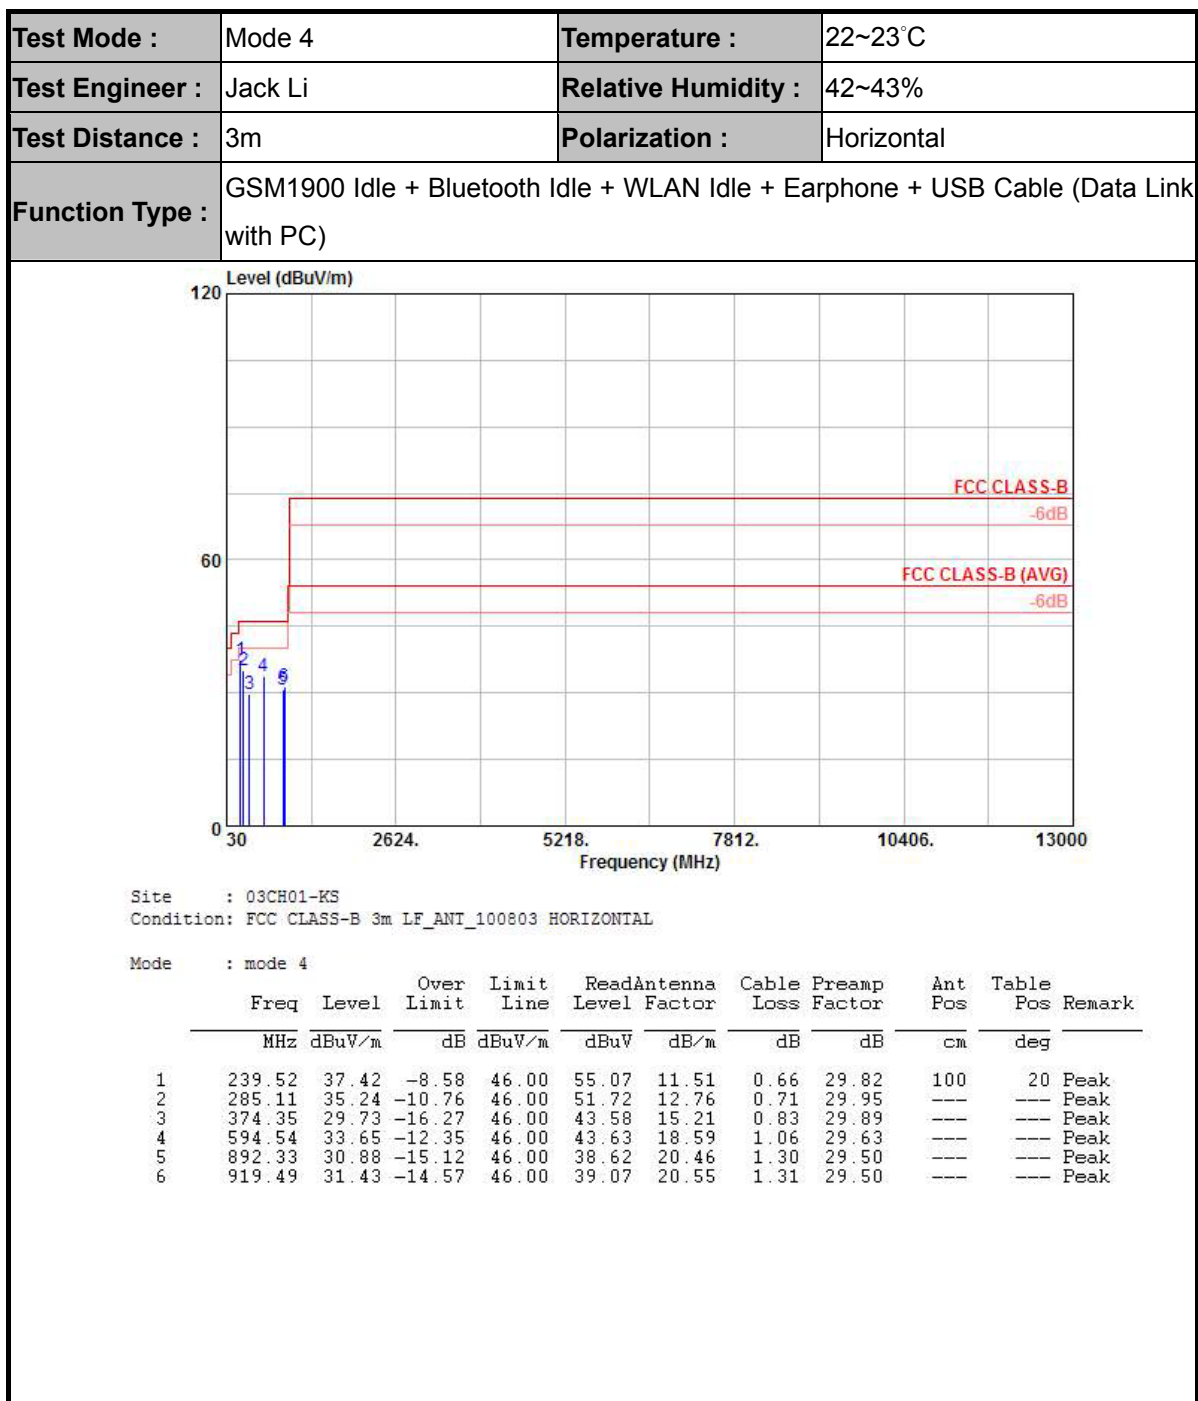 Test Mode : Mode 4 Temperature : 22~23°C
Test Engineer : Jack Li Relative Humidity : 42~43%
Test Distance : 3m Polarization : Horizontal
Function Type : GSM1900 Idle + Bluetooth Idle + WLAN Idle + Earphone + USB Cable (Data Link
with PC)
Level (dBuV/m)
120
FCC CLASS-B
-6dB
60
FCC CLASS-B (AVG)
-6dB
1
2
3
4
5
6
0
30 2624. 5218. 7812. 10406. 13000
Frequency (MHz)
Site : 03CH01-KS
Condition: FCC CLASS-B 3m LF_ANT_100803 HORIZONTAL
Mode : mode 4
Over Limit ReadAntenna Cable Preamp Ant Table
Freq Level Limit Line Level Factor Loss Factor Pos Pos Remark
MHz dBuV/m dB dBuV/m dBuV dB/m dB dB cm deg
1 239.52 37.42 -8.58 46.00 55.07 11.51 0.66 29.82 100 20 Peak
2 285.11 35.24 -10.76 46.00 51.72 12.76 0.71 29.95 --- --- Peak
3 374.35 29.73 -16.27 46.00 43.58 15.21 0.83 29.89 --- --- Peak
4 594.54 33.65 -12.35 46.00 43.63 18.59 1.06 29.63 --- --- Peak
5 892.33 30.88 -15.12 46.00 38.62 20.46 1.30 29.50 --- --- Peak
6 919.49 31.43 -14.57 46.00 39.07 20.55 1.31 29.50 --- --- Peak